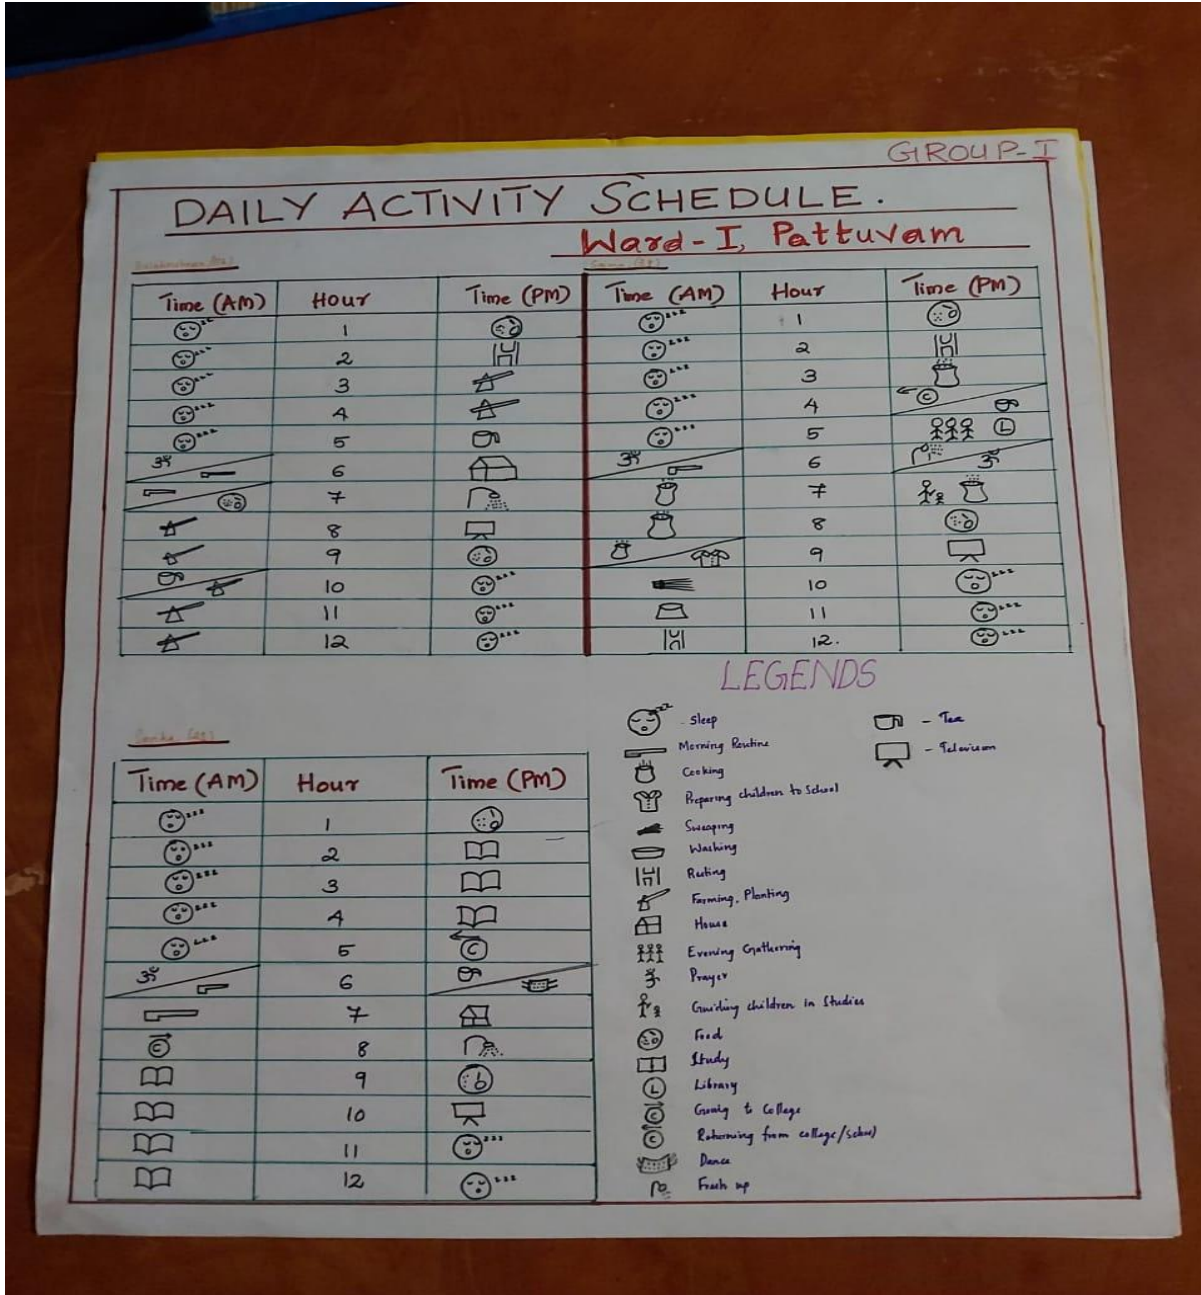 GROUP-I
DAILY ACTIVITY SCHEDULE.
Ward-I, Pattuvam
Time (AM) Hour Time (PM)
1
2
3
4
5
ॐ 6
7
8
9
10
11
12
Time (AM) Hour Time (PM)
1
2
3
C 4
5 L
ॐ 6 ॐ
7
8
9
10
11
12.
Time (AM) Hour Time (PM)
1
2
3
4
5 C
ॐ 6
7
C 8
9
10
11
12
LEGENDS
- Sleep
Morning Routine
Cooking
Preparing children to School
Sweaping
Washing
Resting
Farming, Planting
House
Evening Gathering
ॐ Prayer
Guiding children in Studies
Food
Study
L Library
C Going to College
C Returning from college/school
Dance
Fresh up
- Tea
- Television